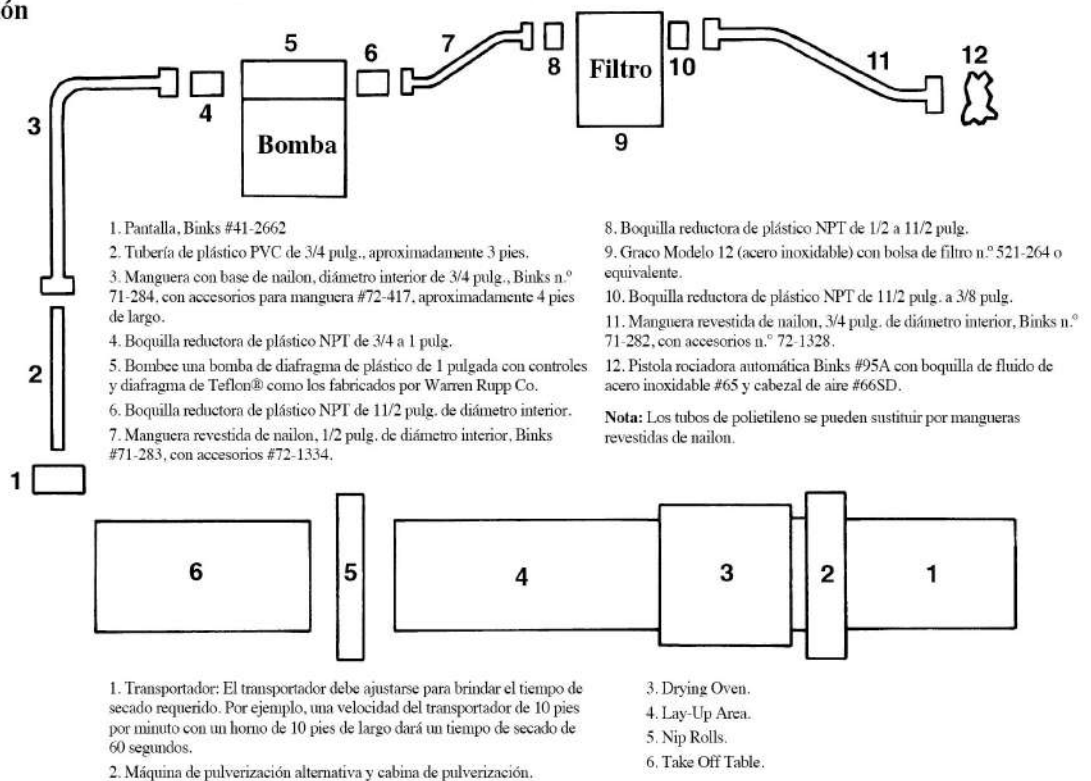 ón
5
6
7
8
Filtro
10
11
12
3
4
Bomba
9
1. Pantalla, Binks #41-2662
2. Tubería de plástico PVC de 3/4 pulg., aproximadamente 3 pies.
3. Manguera con base de nailon, diámetro interior de 3/4 pulg., Binks n.º
71-284, con accesorios para manguera #72-417, aproximadamente 4 pies
de largo.
4. Boquilla reductora de plástico NPT de 3/4 a 1 pulg.
5. Bombee una bomba de diafragma de plástico de 1 pulgada con controles
y diafragma de Teflon® como los fabricados por Warren Rupp Co.
6. Boquilla reductora de plástico NPT de 11/2 pulg. de diámetro interior.
7. Manguera revestida de nailon, 1/2 pulg. de diámetro interior, Binks
#71-283, con accesorios #72-1334.
8. Boquilla reductora de plástico NPT de 1/2 a 11/2 pulg.
9. Graco Modelo 12 (acero inoxidable) con bolsa de filtro n.º 521-264 o
equivalente.
10. Boquilla reductora de plástico NPT de 11/2 pulg. a 3/8 pulg.
11. Manguera revestida de nailon, 3/4 pulg. de diámetro interior, Binks n.º
71-282, con accesorios n.º 72-1328.
12. Pistola rociadora automática Binks #95A con boquilla de fluido de
acero inoxidable #65 y cabezal de aire #66SD.
Nota: Los tubos de polietileno se pueden sustituir por mangueras
revestidas de nailon.
2
1
6
5
4
3
2
1
1. Transportador: El transportador debe ajustarse para brindar el tiempo de
secado requerido. Por ejemplo, una velocidad del transportador de 10 pies
por minuto con un horno de 10 pies de largo dará un tiempo de secado de
60 segundos.
2. Máquina de pulverización alternativa y cabina de pulverización.
3. Drying Oven.
4. Lay-Up Area.
5. Nip Rolls.
6. Take Off Table.